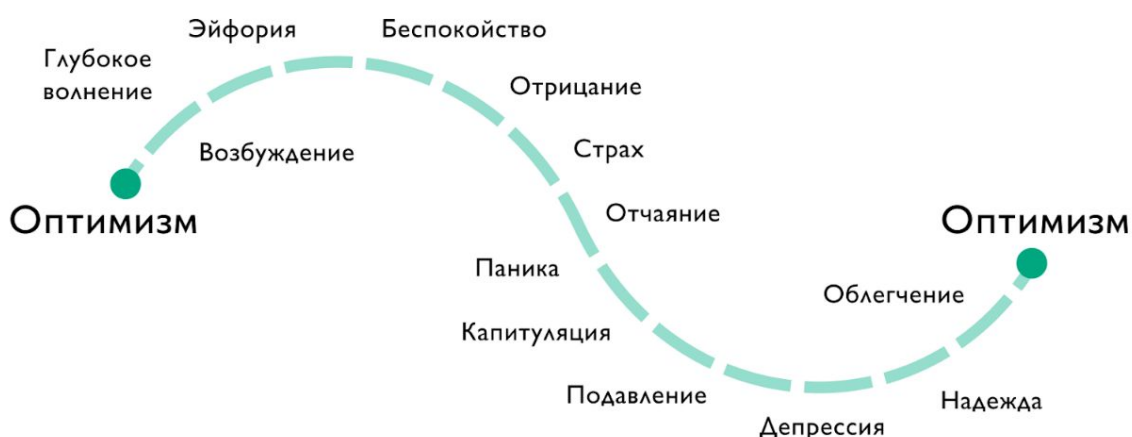 Эйфория
Беспокойство
Глубокое
волнение
Отрицание
Возбуждение
Страх
Оптимизм
Отчаяние
Оптимизм
Паника
Облегчение
Капитуляция
Подавление
Надежда
Депрессия